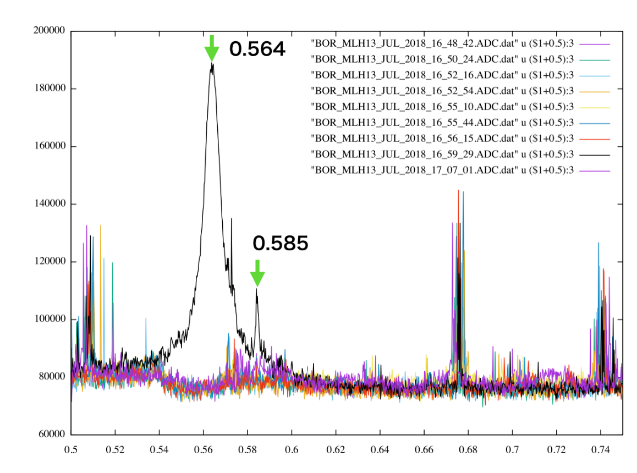 200000
180000
160000
140000
120000
100000
80000
60000
0.5 0.52 0.54 0.56 0.58 0.6 0.62 0.64 0.66 0.68 0.7 0.72 0.74
0.564
0.585
"BOR_MLH13_JUL_2018_16_48_42.ADC.dat" u ($1+0.5):3
"BOR_MLH13_JUL_2018_16_50_24.ADC.dat" u ($1+0.5):3
"BOR_MLH13_JUL_2018_16_52_16.ADC.dat" u ($1+0.5):3
"BOR_MLH13_JUL_2018_16_52_54.ADC.dat" u ($1+0.5):3
"BOR_MLH13_JUL_2018_16_55_10.ADC.dat" u ($1+0.5):3
"BOR_MLH13_JUL_2018_16_55_44.ADC.dat" u ($1+0.5):3
"BOR_MLH13_JUL_2018_16_56_15.ADC.dat" u ($1+0.5):3
"BOR_MLH13_JUL_2018_16_59_29.ADC.dat" u ($1+0.5):3
"BOR_MLH13_JUL_2018_17_07_01.ADC.dat" u ($1+0.5):3